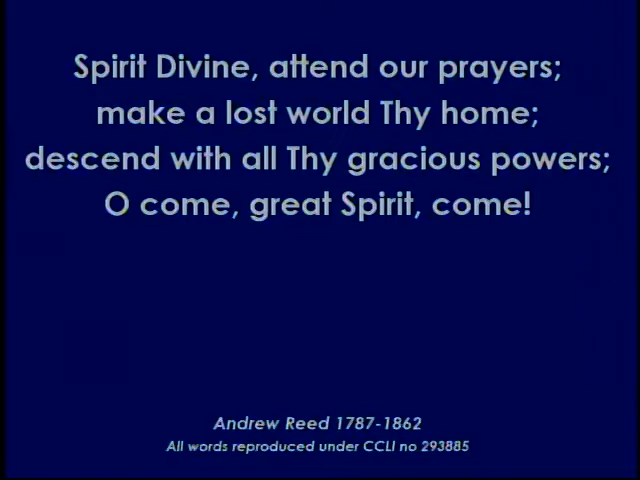 Spirit Divine, attend our prayers;
make a lost world Thy home;
descend with all Thy gracious powers;
O come, great Spirit, come!
Andrew Reed 1787-1862
All words reproduced under CCLI no 293885